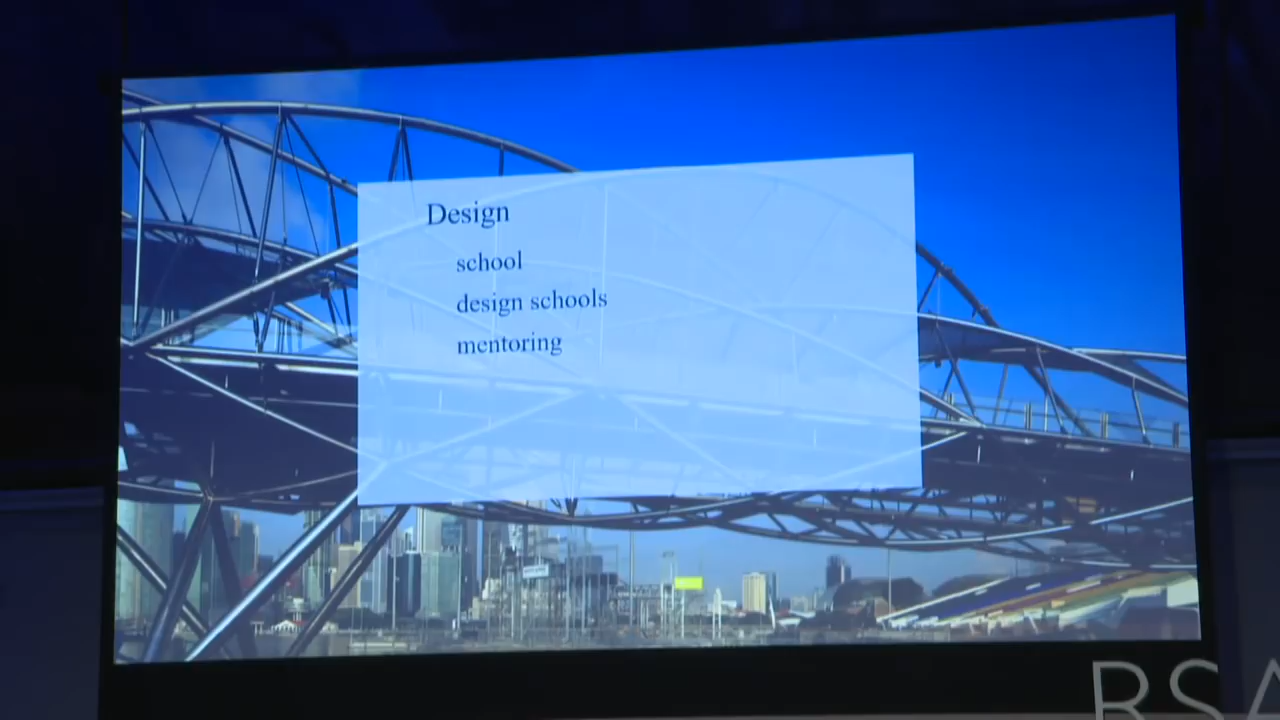 Design
school
design schools
mentoring
RSA